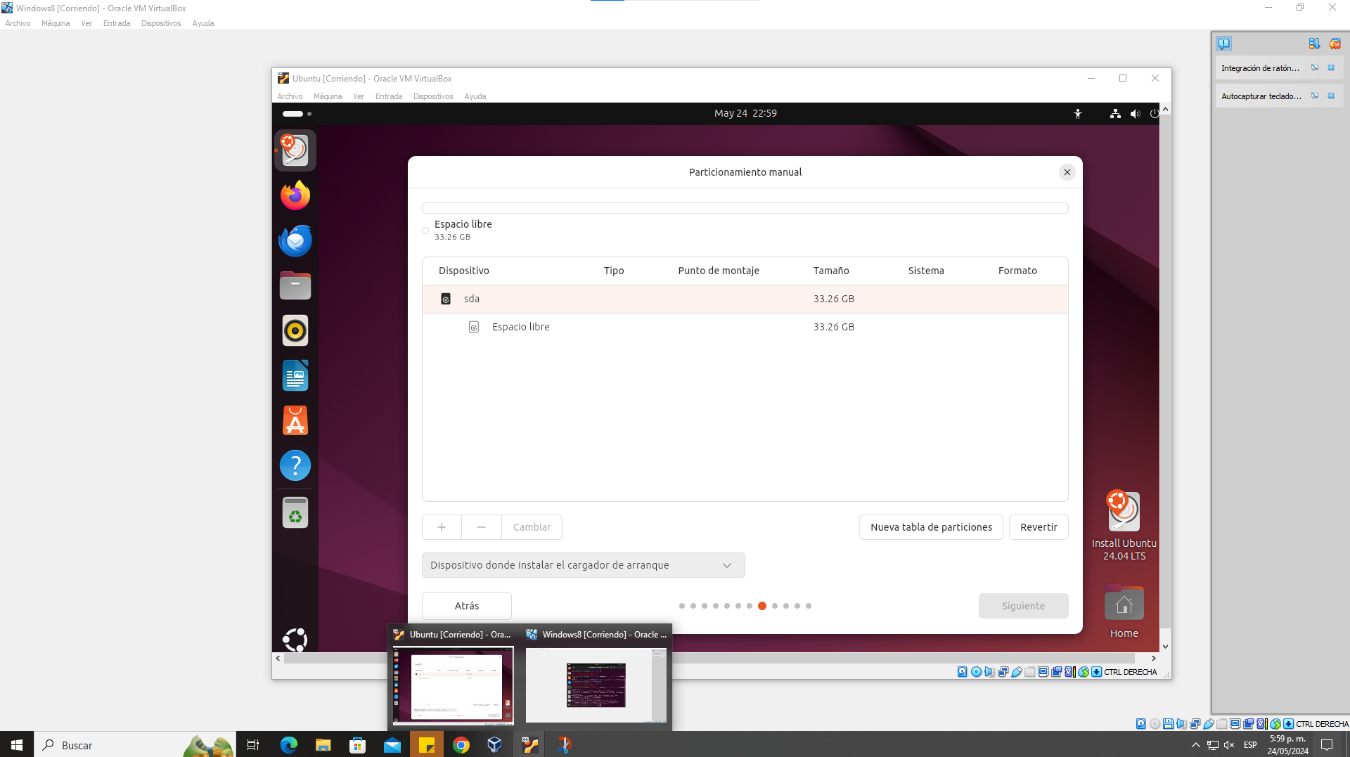 Windows8 [Corriendo] - Oracle VM VirtualBox
Archivo Máquina Ver Entrada Dispositivos Ayuda
Integración de ratón...
Autocapturar teclado...
Ubuntu [Corriendo] - Oracle VM VirtualBox
Archivo Máquina Ver Entrada Dispositivos Ayuda
May 24 22:59
Particionamiento manual
Espacio libre
33.26 GB
Dispositivo Tipo Punto de montaje Tamaño Sistema Formato
sda 33.26 GB
Espacio libre 33.26 GB
+ − Cambiar Nueva tabla de particiones Revertir
Dispositivo donde instalar el cargador de arranque
Atrás Siguiente
Install Ubuntu
24.04 LTS
Home
CTRL DERECHA
Ubuntu [Corriendo] - Ora... Windows8 [Corriendo] - Oracle ...
CTRL DERECHA
Buscar
ESP
5:59 p. m.
24/05/2024